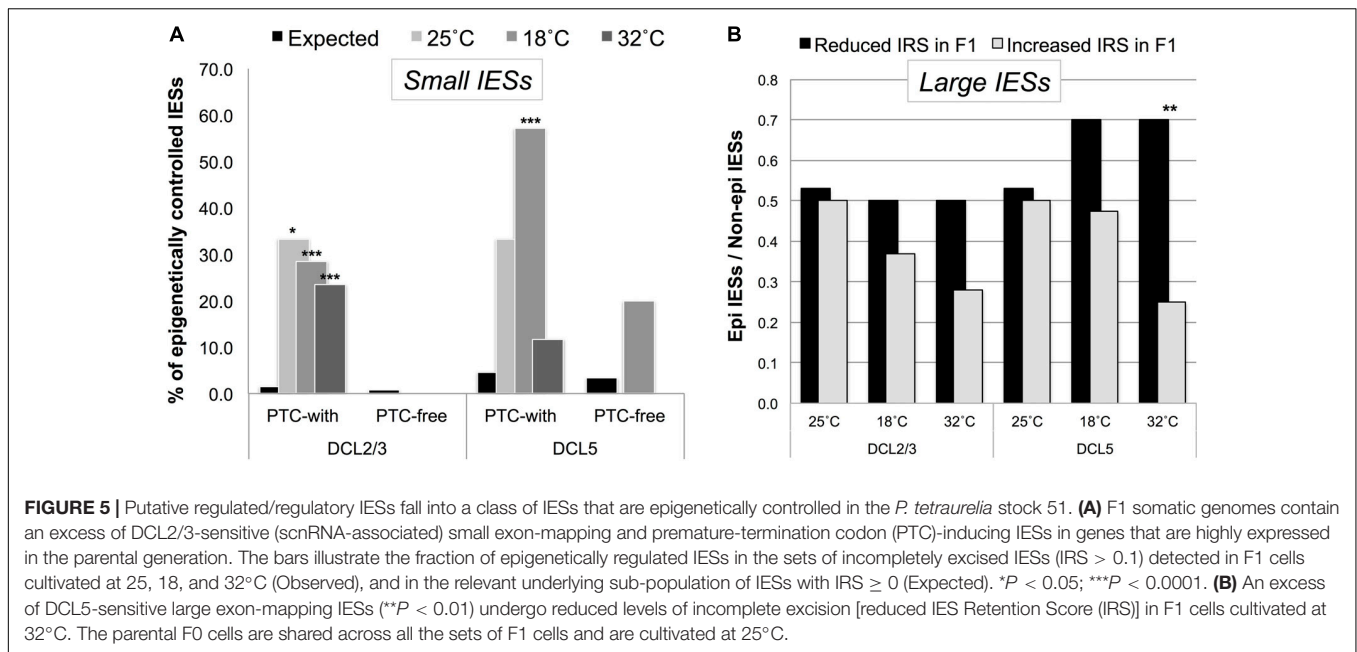 A
■ Expected ■ 25˚C ■ 18˚C ■ 32˚C
Small IESs
% of epigenetically controlled IESs
70.0
60.0
50.0
40.0
30.0
20.0
10.0
0.0
*
***
***
***
PTC-with PTC-free PTC-with PTC-free
DCL2/3 DCL5
B
■ Reduced IRS in F1 □ Increased IRS in F1
Large IESs
Epi IESs / Non-epi IESs
0.8
0.7
0.6
0.5
0.4
0.3
0.2
0.1
0.0
**
25˚C 18˚C 32˚C 25˚C 18˚C 32˚C
DCL2/3 DCL5
FIGURE 5 | Putative regulated/regulatory IESs fall into a class of IESs that are epigenetically controlled in the P. tetraurelia stock 51. (A) F1 somatic genomes contain
an excess of DCL2/3-sensitive (scnRNA-associated) small exon-mapping and premature-termination codon (PTC)-inducing IESs in genes that are highly expressed
in the parental generation. The bars illustrate the fraction of epigenetically regulated IESs in the sets of incompletely excised IESs (IRS > 0.1) detected in F1 cells
cultivated at 25, 18, and 32°C (Observed), and in the relevant underlying sub-population of IESs with IRS ≥ 0 (Expected). *P < 0.05; ***P < 0.0001. (B) An excess
of DCL5-sensitive large exon-mapping IESs (**P < 0.01) undergo reduced levels of incomplete excision [reduced IES Retention Score (IRS)] in F1 cells cultivated at
32°C. The parental F0 cells are shared across all the sets of F1 cells and are cultivated at 25°C.